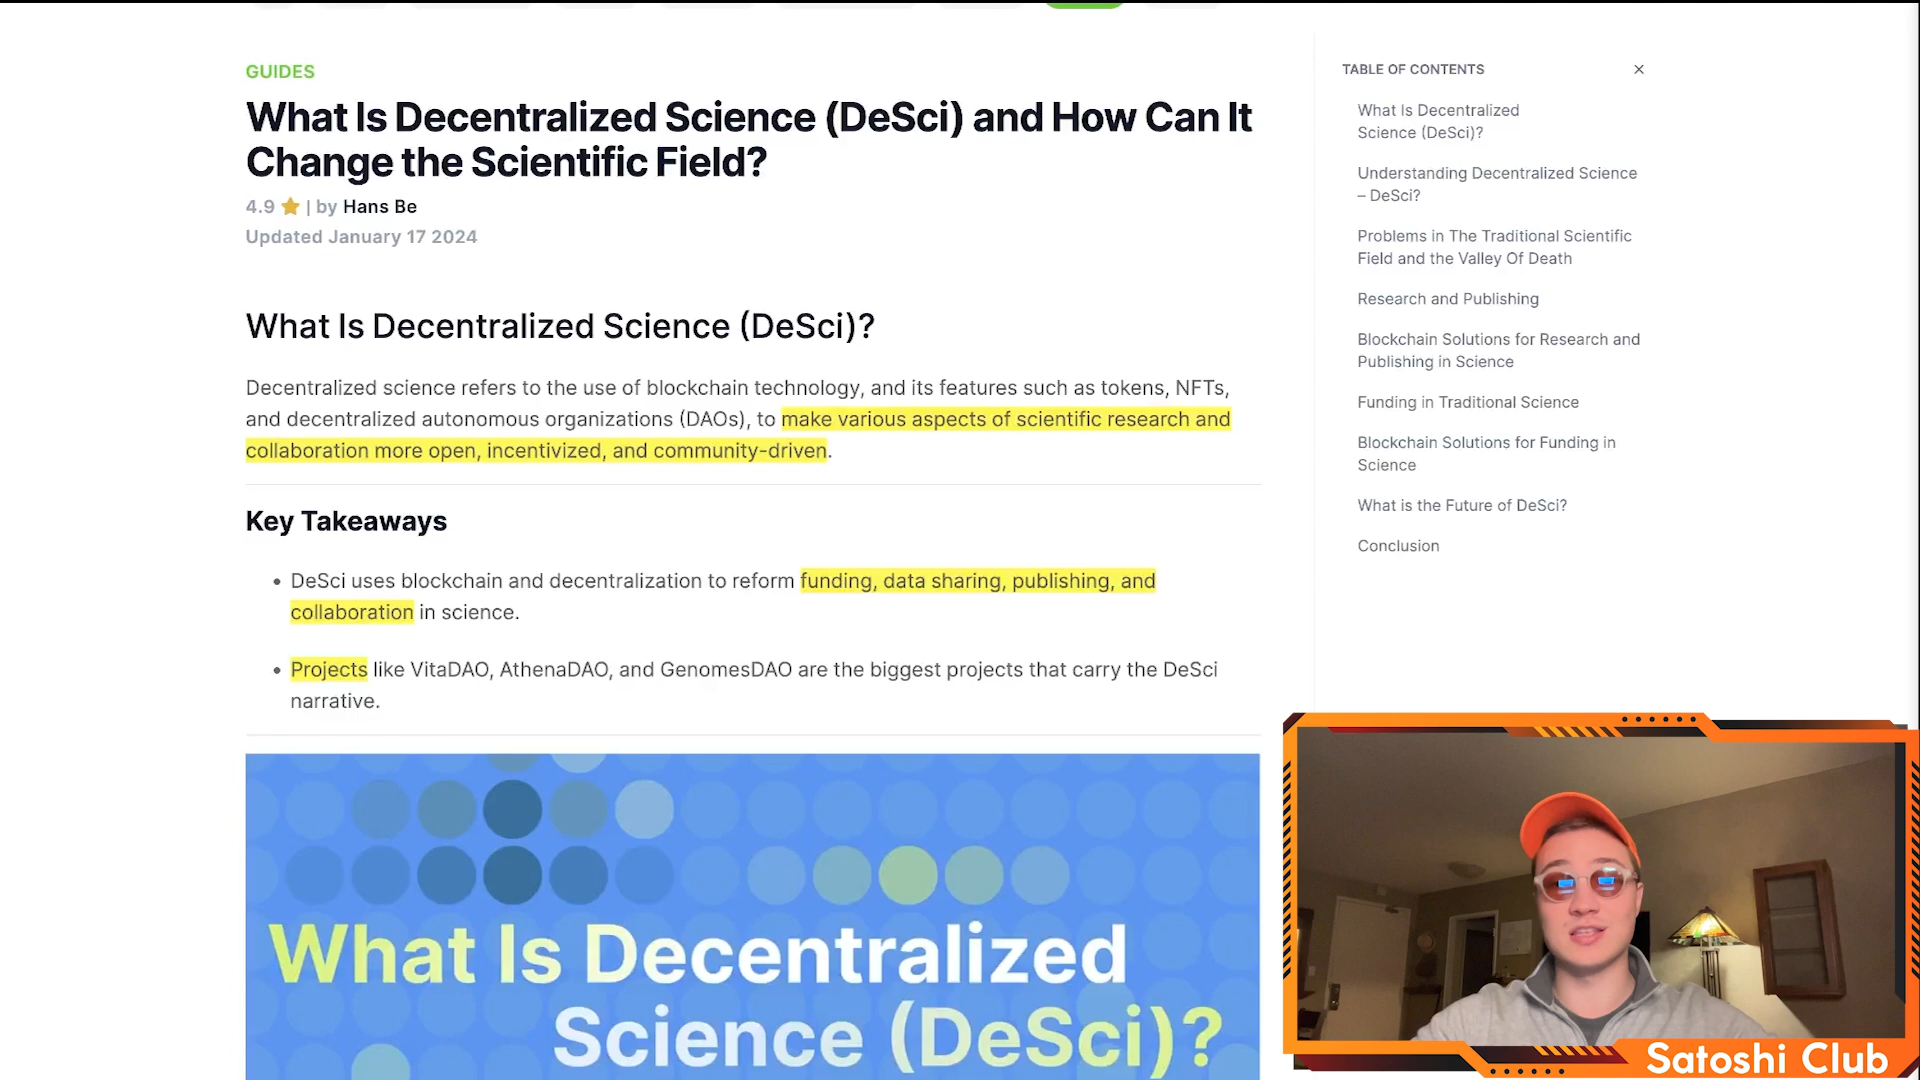 GUIDES
What Is Decentralized Science (DeSci) and How Can It
Change the Scientific Field?
4.9 ⭐ | by Hans Be
Updated January 17 2024
What Is Decentralized Science (DeSci)?
Decentralized science refers to the use of blockchain technology, and its features such as tokens, NFTs,
and decentralized autonomous organizations (DAOs), to make various aspects of scientific research and
collaboration more open, incentivized, and community-driven.
Key Takeaways
• DeSci uses blockchain and decentralization to reform funding, data sharing, publishing, and
collaboration in science.
• Projects like VitaDAO, AthenaDAO, and GenomesDAO are the biggest projects that carry the DeSci
narrative.
What Is Decentralized
Science (DeSci)?
TABLE OF CONTENTS
What Is Decentralized
Science (DeSci)?
Understanding Decentralized Science
– DeSci?
Problems in The Traditional Scientific
Field and the Valley Of Death
Research and Publishing
Blockchain Solutions for Research and
Publishing in Science
Funding in Traditional Science
Blockchain Solutions for Funding in
Science
What is the Future of DeSci?
Conclusion
Satoshi Club